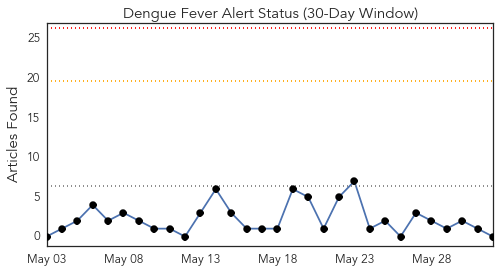 Dengue Fever Alert Status (30-Day Window)
25
20
15
10
5
0
Articles Found
May 03 May 08 May 13 May 18 May 23 May 28